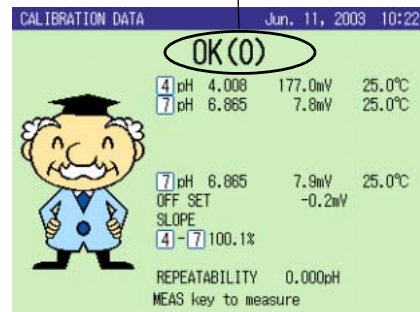 CALIBRATION DATA Jun. 11, 2003 10:22
OK(0)
4 pH 4.008 177.0mV 25.0℃
7 pH 6.865 7.8mV 25.0℃
7 pH 6.865 7.9mV 25.0℃
OFF SET -0.2mV
SLOPE
4 - 7 100.1%
REPEATABILITY 0.000pH
MEAS key to measure